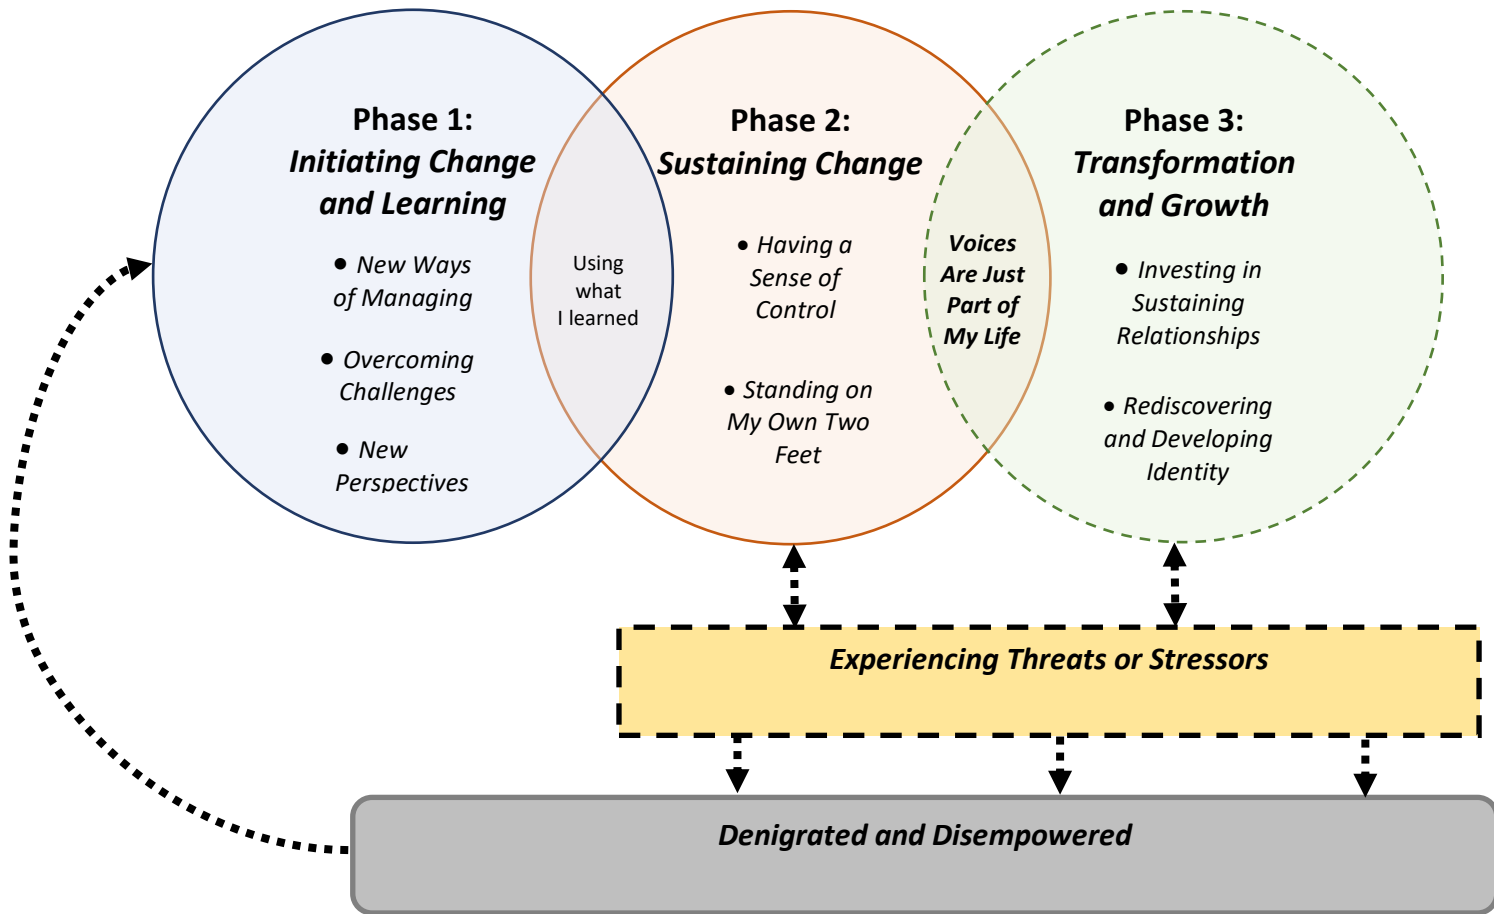 Phase 1:
Initiating Change
and Learning
• New Ways
of Managing
• Overcoming
Challenges
• New
Perspectives
Using
what
I learned
Phase 2:
Sustaining Change
• Having a
Sense of
Control
• Standing on
My Own Two
Feet
Voices
Are Just
Part of
My Life
Phase 3:
Transformation
and Growth
• Investing in
Sustaining
Relationships
• Rediscovering
and Developing
Identity
Experiencing Threats or Stressors
Denigrated and Disempowered